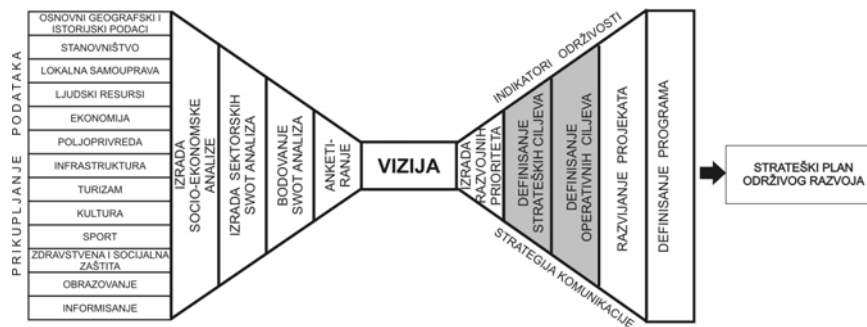 PRIKUPLJANJE PODATAKA
OSNOVNI GEOGRAFSKI I
ISTORIJSKI PODACI
STANOVNIŠTVO
LOKALNA SAMOUPRAVA
LJUDSKI RESURSI
EKONOMIJA
POLJOPRIVREDA
INFRASTRUKTURA
TURIZAM
KULTURA
SPORT
ZDRAVSTVENA I SOCIJALNA
ZAŠTITA
OBRAZOVANJE
INFORMISANJE
IZRADA
SOCIO-EKONOMSKE
ANALIZE
IZRADA SEKTORSKIH
SWOT ANALIZA
BODOVANJE
SWOT ANALIZA
ANKETI-
RANJE
VIZIJA
IZRADA
RAZVOJNIH
PRIORITETA
DEFINISANJE
STRATEŠKIH CILJEVA
DEFINISANJE
OPERATIVNIH CILJEVA
RAZVIJANJE PROJEKATA
DEFINISANJE PROGRAMA
INDIKATORI ODRŽIVOSTI
STRATEGIJA KOMUNIKACIJE
STRATEŠKI PLAN
ODRŽIVOG RAZVOJA